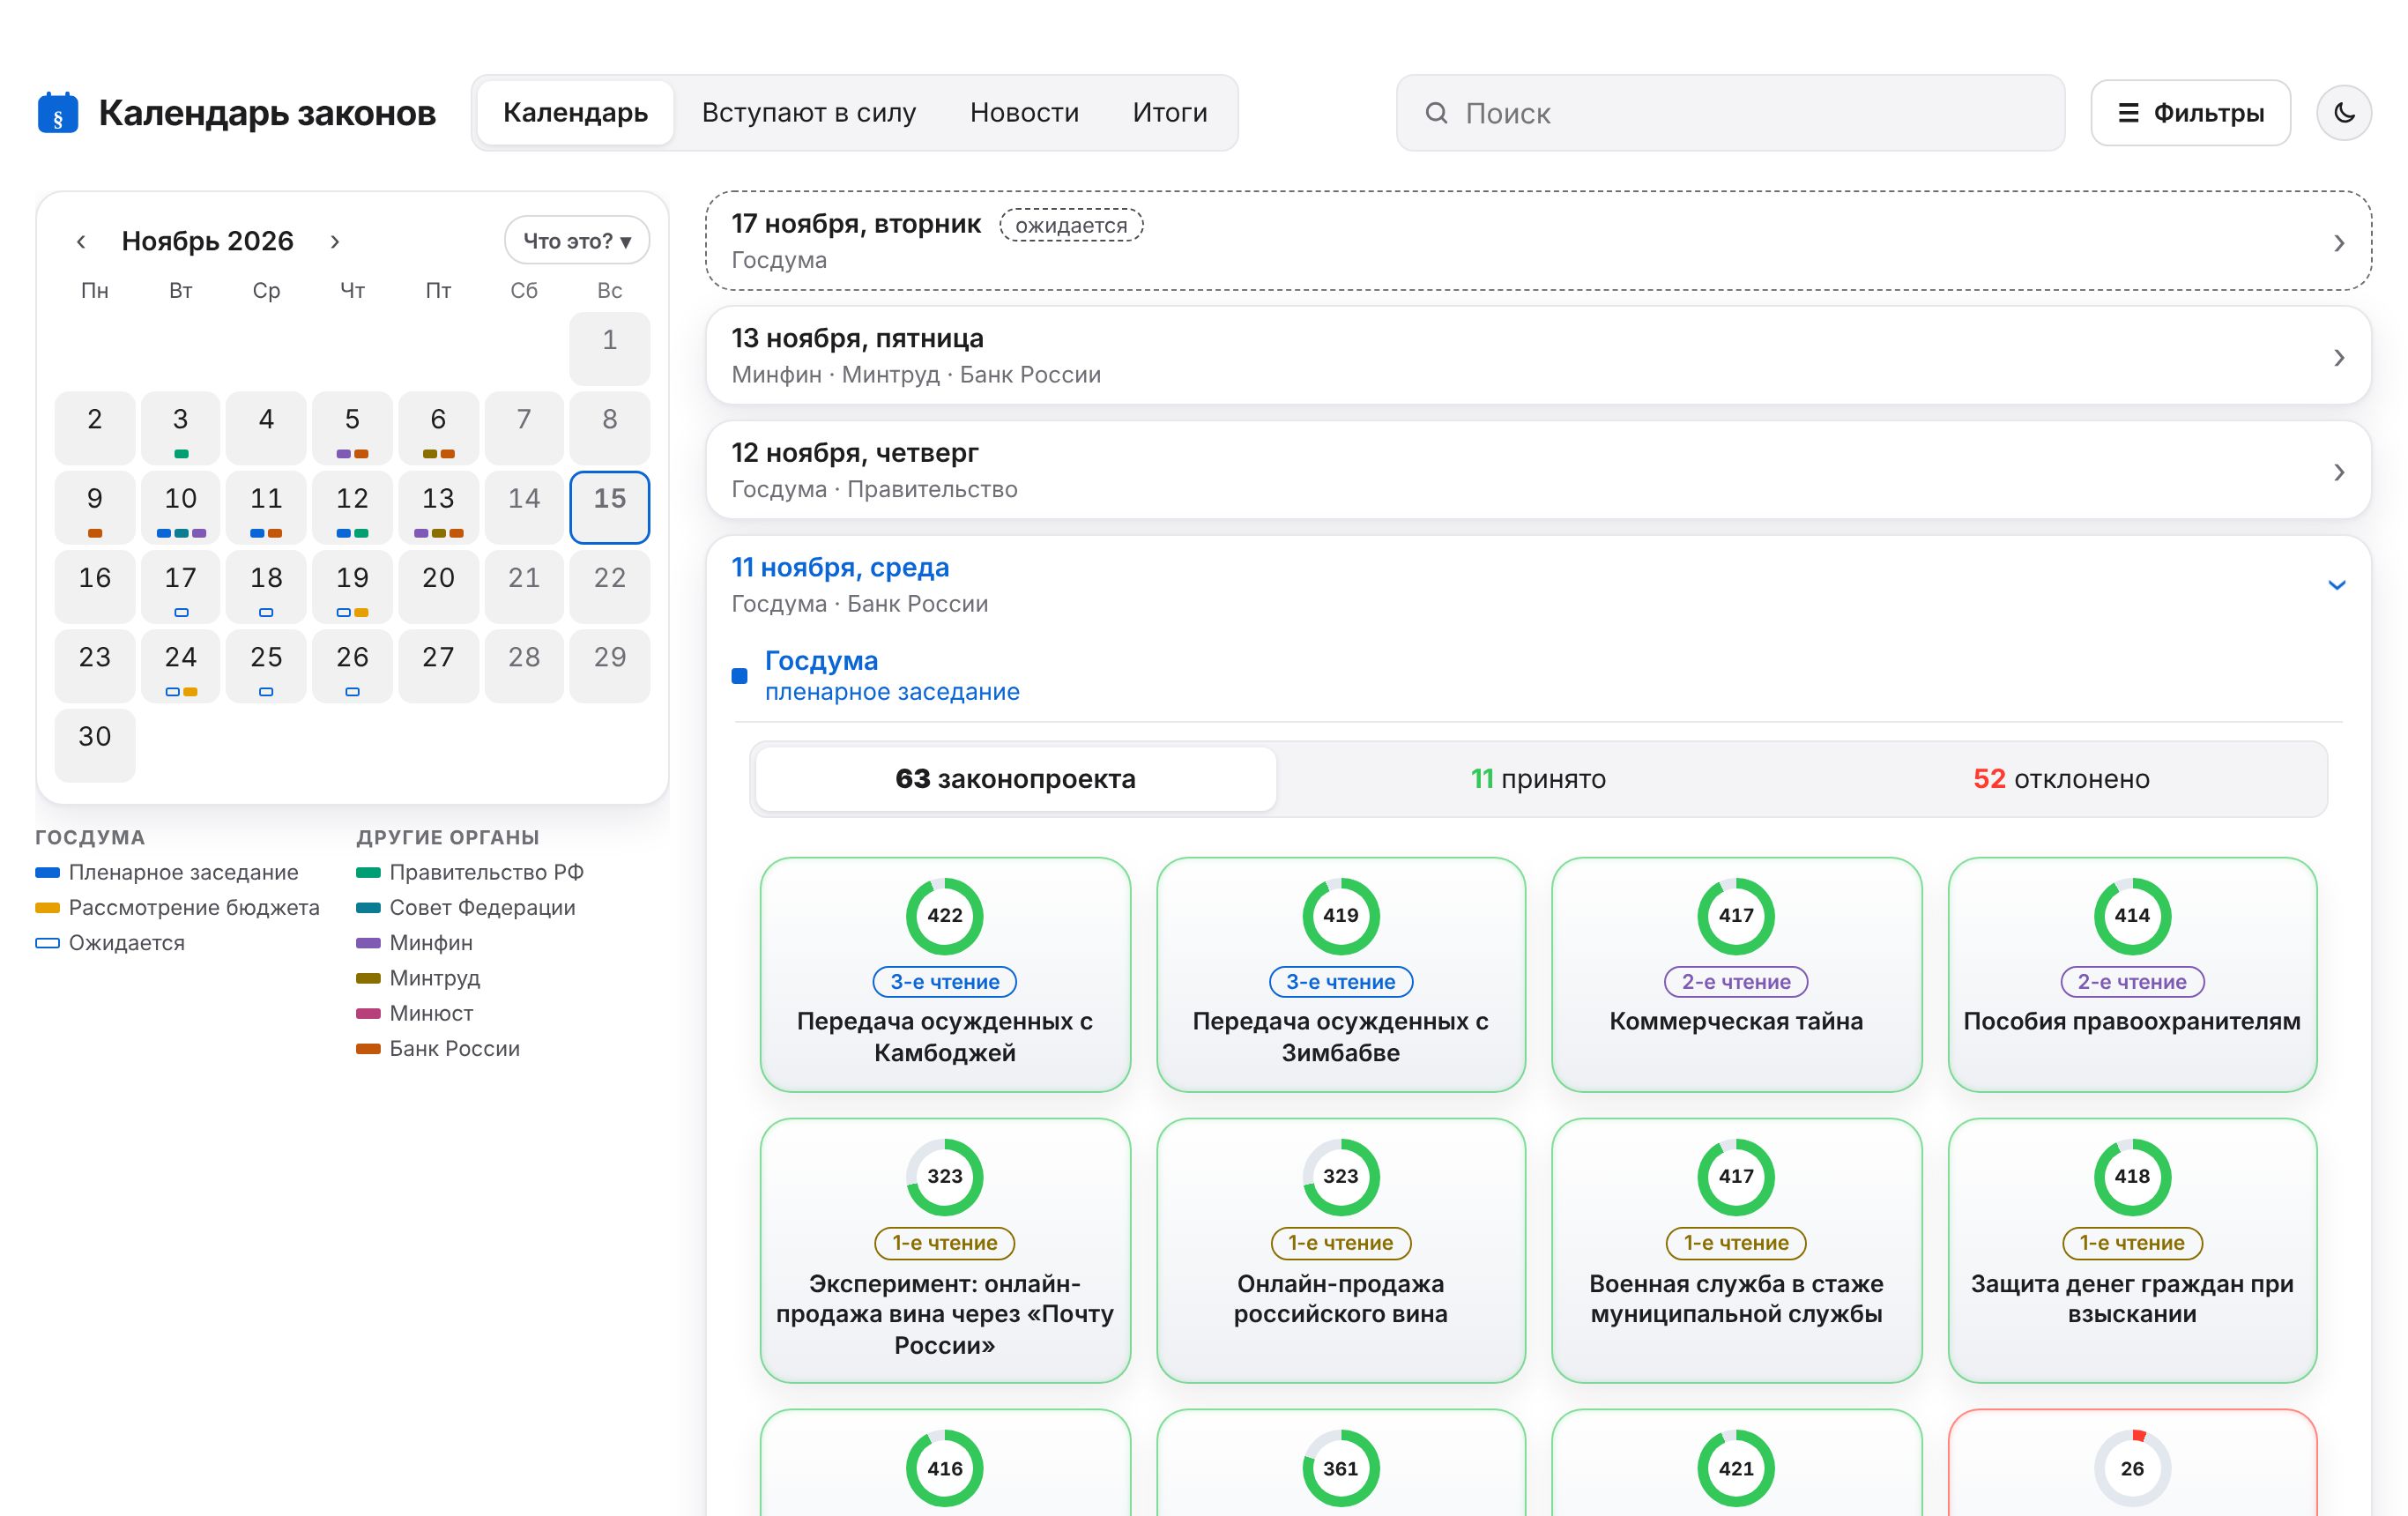 Календарь законов
Календарь
Вступают в силу
Новости
Итоги
Поиск
Фильтры
Ноябрь 2026
Что это? ▾
Пн Вт Ср Чт Пт Сб Вс
1
2 3 4 5 6 7 8
9 10 11 12 13 14 15
16 17 18 19 20 21 22
23 24 25 26 27 28 29
30
ГОСДУМА
Пленарное заседание
Рассмотрение бюджета
Ожидается
ДРУГИЕ ОРГАНЫ
Правительство РФ
Совет Федерации
Минфин
Минтруд
Минюст
Банк России
17 ноября, вторник ожидается
Госдума
13 ноября, пятница
Минфин · Минтруд · Банк России
12 ноября, четверг
Госдума · Правительство
11 ноября, среда
Госдума · Банк России
Госдума
пленарное заседание
63 законопроекта
11 принято
52 отклонено
422
3-е чтение
Передача осужденных с
Камбоджей
419
3-е чтение
Передача осужденных с
Зимбабве
417
2-е чтение
Коммерческая тайна
414
2-е чтение
Пособия правоохранителям
323
1-е чтение
Эксперимент: онлайн-
продажа вина через «Почту
России»
323
1-е чтение
Онлайн-продажа
российского вина
417
1-е чтение
Военная служба в стаже
муниципальной службы
418
1-е чтение
Защита денег граждан при
взыскании
416
361
421
26